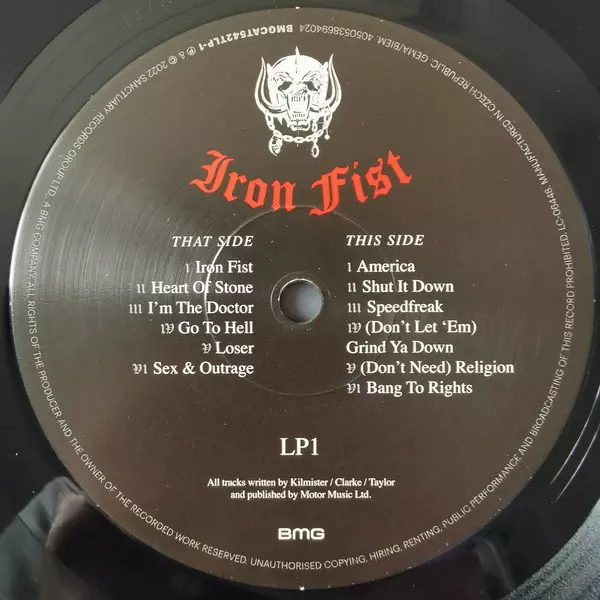 BMGCAT542TLP-1 ℗ & © 2022 SANCTUARY RECORDS GROUP LTD. A BMG COMPANY. ALL RIGHTS OF THE PRODUCER AND THE OWNER OF THE RECORDED WORK RESERVED. UNAUTHORISED COPYING, HIRING, RENTING, PUBLIC PERFORMANCE AND BROADCASTING OF THIS RECORD PROHIBITED. LC-06448. MANUFACTURED IN CZECH REPUBLIC. GEMA/BIEM. 4050538694024
Iron Fist
THAT SIDE
I Iron Fist
II Heart Of Stone
III I'm The Doctor
IV Go To Hell
V Loser
VI Sex & Outrage
THIS SIDE
I America
II Shut It Down
III Speedfreak
IV (Don't Let ‘Em)
Grind Ya Down
V (Don't Need) Religion
VI Bang To Rights
LP1
All tracks written by Kilmister / Clarke / Taylor
and published by Motor Music Ltd.
BMG